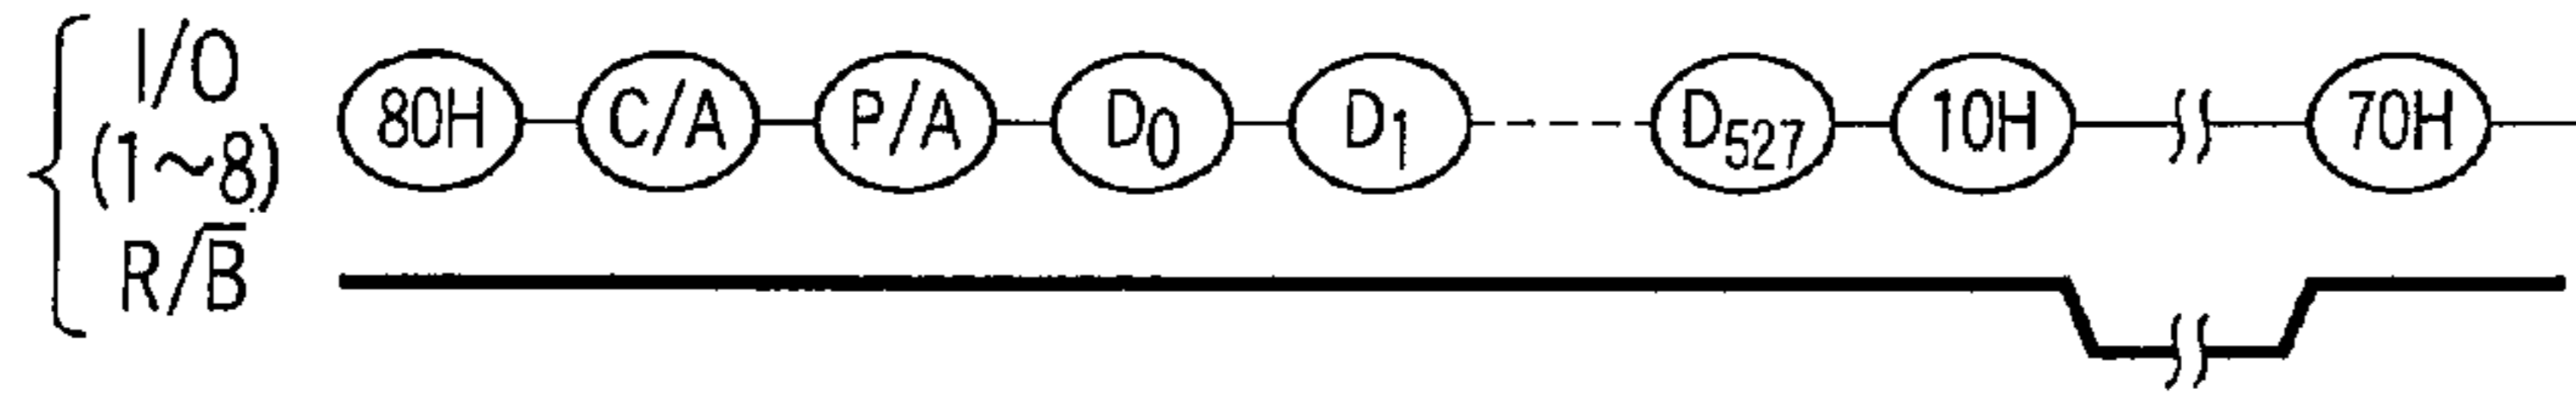 I/O
(1~8)
R/B̅
80H C/A P/A D₀ D₁ D₅₂₇ 10H 70H